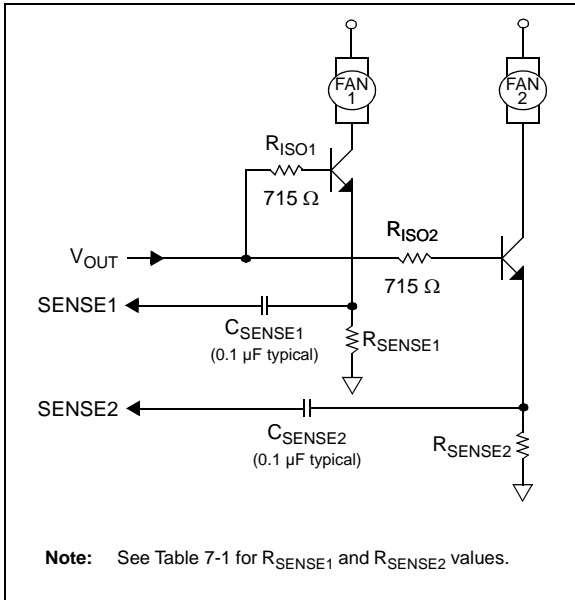 FAN
1
FAN
2
RISO1
715 Ω
RISO2
VOUT
715 Ω
SENSE1
CSENSE1
(0.1 µF typical)
RSENSE1
SENSE2
CSENSE2
(0.1 µF typical)
RSENSE2
Note: See Table 7-1 for RSENSE1 and RSENSE2 values.